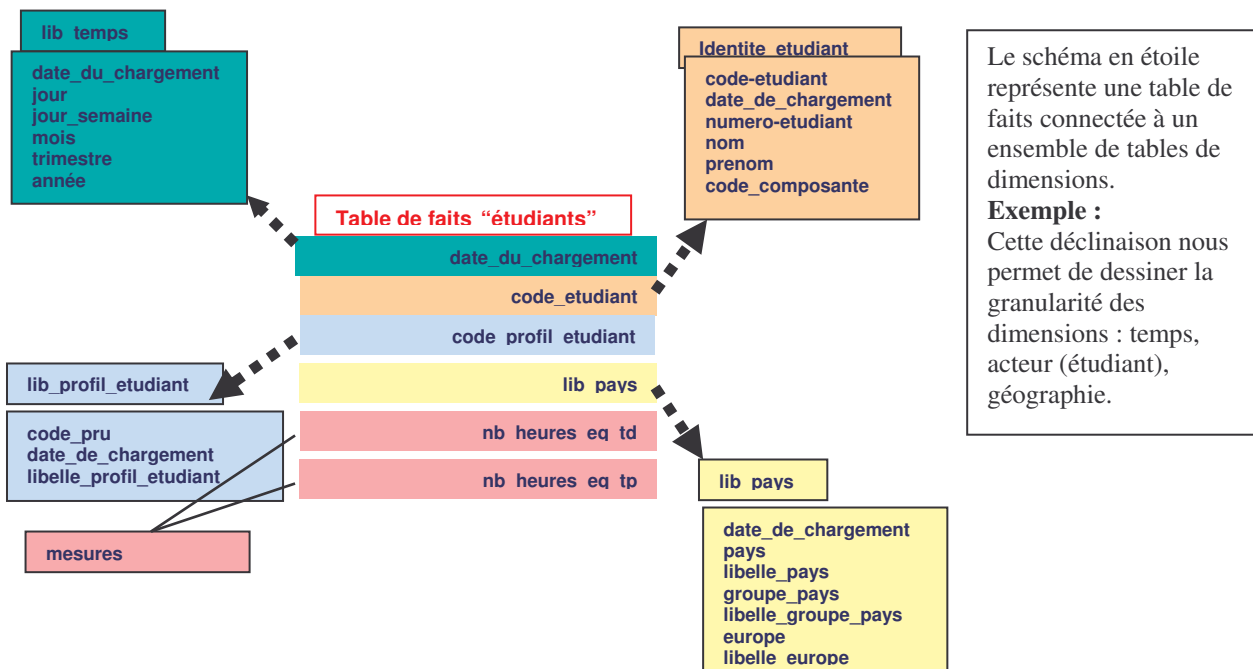 lib_temps
date_du_chargement
jour
jour_semaine
mois
trimestre
année
Identite_etudiant
code-etudiant
date_de_chargement
numero-etudiant
nom
prenom
code_composante
Le schéma en étoile
représente une table de
faits connectée à un
ensemble de tables de
dimensions.
Exemple :
Cette déclinaison nous
permet de dessiner la
granularité des
dimensions : temps,
acteur (étudiant),
géographie.
Table de faits “étudiants”
date_du_chargement
code_etudiant
code_profil_etudiant
lib_pays
nb_heures_eq_td
nb_heures_eq_tp
lib_profil_etudiant
code_pru
date_de_chargement
libelle_profil_etudiant
mesures
lib_pays
date_de_chargement
pays
libelle_pays
groupe_pays
libelle_groupe_pays
europe
libelle_europe